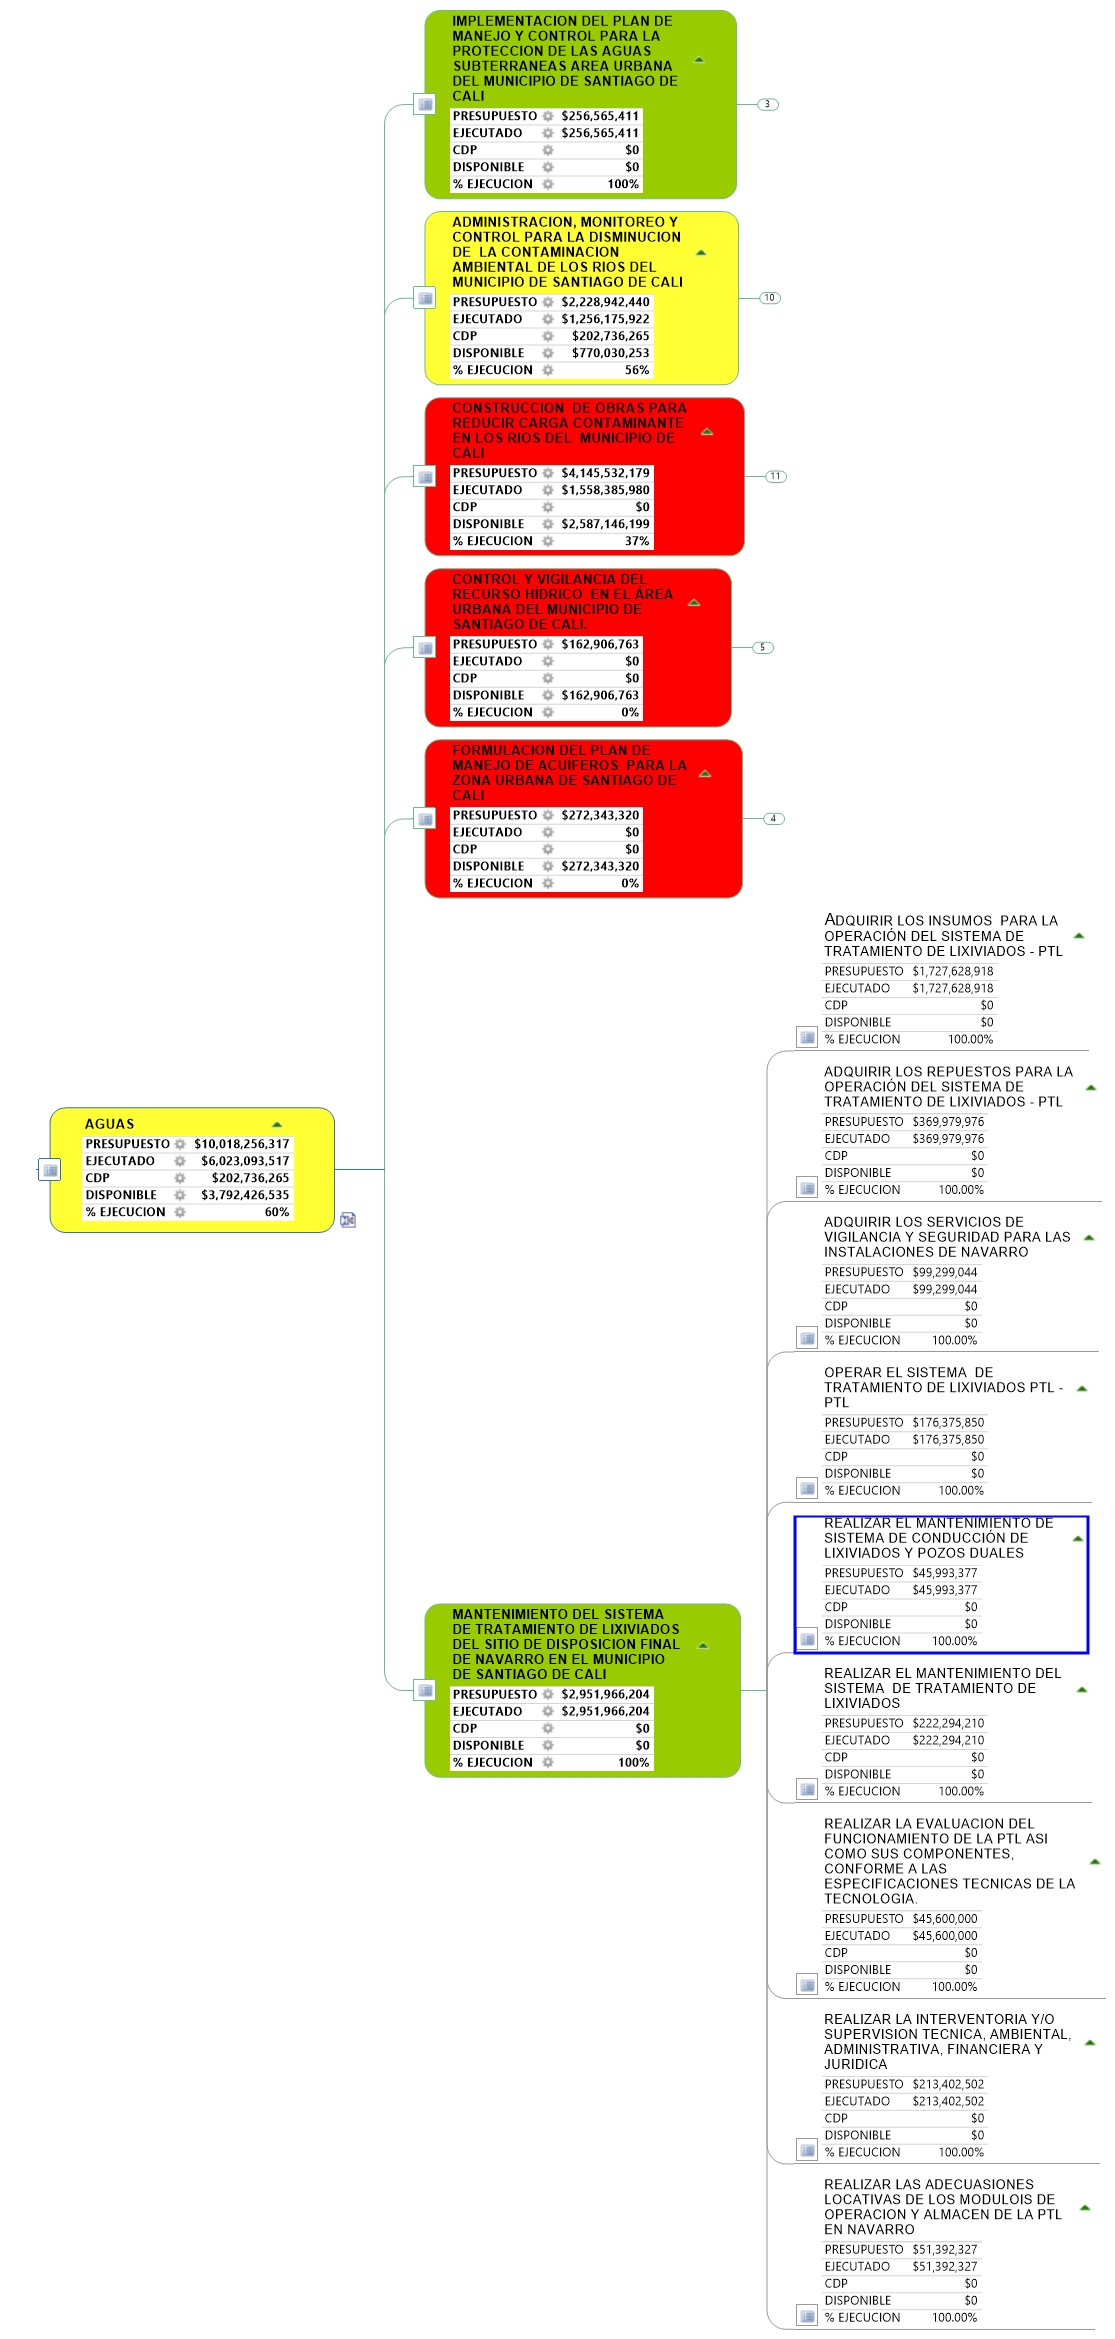 IMPLEMENTACION DEL PLAN DE
MANEJO Y CONTROL PARA LA
PROTECCION DE LAS AGUAS
SUBTERRANEAS AREA URBANA
DEL MUNICIPIO DE SANTIAGO DE
CALI
PRESUPUESTO $256,565,411
EJECUTADO $256,565,411
CDP $0
DISPONIBLE $0
% EJECUCION 100%
3
ADMINISTRACION, MONITOREO Y
CONTROL PARA LA DISMINUCION
DE LA CONTAMINACION
AMBIENTAL DE LOS RIOS DEL
MUNICIPIO DE SANTIAGO DE CALI
PRESUPUESTO $2,228,942,440
EJECUTADO $1,256,175,922
CDP $202,736,265
DISPONIBLE $770,030,253
% EJECUCION 56%
10
CONSTRUCCION DE OBRAS PARA
REDUCIR CARGA CONTAMINANTE
EN LOS RIOS DEL MUNICIPIO DE
CALI
PRESUPUESTO $4,145,532,179
EJECUTADO $1,558,385,980
CDP $0
DISPONIBLE $2,587,146,199
% EJECUCION 37%
11
CONTROL Y VIGILANCIA DEL
RECURSO HÍDRICO EN EL ÁREA
URBANA DEL MUNICIPIO DE
SANTIAGO DE CALI.
PRESUPUESTO $162,906,763
EJECUTADO $0
CDP $0
DISPONIBLE $162,906,763
% EJECUCION 0%
5
FORMULACION DEL PLAN DE
MANEJO DE ACUÍFEROS PARA LA
ZONA URBANA DE SANTIAGO DE
CALI
PRESUPUESTO $272,343,320
EJECUTADO $0
CDP $0
DISPONIBLE $272,343,320
% EJECUCION 0%
4
AGUAS
PRESUPUESTO $10,018,256,317
EJECUTADO $6,023,093,517
CDP $202,736,265
DISPONIBLE $3,792,426,535
% EJECUCION 60%
MANTENIMIENTO DEL SISTEMA
DE TRATAMIENTO DE LIXIVIADOS
DEL SITIO DE DISPOSICION FINAL
DE NAVARRO EN EL MUNICIPIO
DE SANTIAGO DE CALI
PRESUPUESTO $2,951,966,204
EJECUTADO $2,951,966,204
CDP $0
DISPONIBLE $0
% EJECUCION 100%
ADQUIRIR LOS INSUMOS PARA LA
OPERACIÓN DEL SISTEMA DE
TRATAMIENTO DE LIXIVIADOS - PTL
PRESUPUESTO $1,727,628,918
EJECUTADO $1,727,628,918
CDP $0
DISPONIBLE $0
% EJECUCION 100.00%
ADQUIRIR LOS REPUESTOS PARA LA
OPERACIÓN DEL SISTEMA DE
TRATAMIENTO DE LIXIVIADOS - PTL
PRESUPUESTO $369,979,976
EJECUTADO $369,979,976
CDP $0
DISPONIBLE $0
% EJECUCION 100.00%
ADQUIRIR LOS SERVICIOS DE
VIGILANCIA Y SEGURIDAD PARA LAS
INSTALACIONES DE NAVARRO
PRESUPUESTO $99,299,044
EJECUTADO $99,299,044
CDP $0
DISPONIBLE $0
% EJECUCION 100.00%
OPERAR EL SISTEMA DE
TRATAMIENTO DE LIXIVIADOS PTL -
PTL
PRESUPUESTO $176,375,850
EJECUTADO $176,375,850
CDP $0
DISPONIBLE $0
% EJECUCION 100.00%
REALIZAR EL MANTENIMIENTO DE
SISTEMA DE CONDUCCIÓN DE
LIXIVIADOS Y POZOS DUALES
PRESUPUESTO $45,993,377
EJECUTADO $45,993,377
CDP $0
DISPONIBLE $0
% EJECUCION 100.00%
REALIZAR EL MANTENIMIENTO DEL
SISTEMA DE TRATAMIENTO DE
LIXIVIADOS
PRESUPUESTO $222,294,210
EJECUTADO $222,294,210
CDP $0
DISPONIBLE $0
% EJECUCION 100.00%
REALIZAR LA EVALUACION DEL
FUNCIONAMIENTO DE LA PTL ASI
COMO SUS COMPONENTES,
CONFORME A LAS
ESPECIFICACIONES TECNICAS DE LA
TECNOLOGIA.
PRESUPUESTO $45,600,000
EJECUTADO $45,600,000
CDP $0
DISPONIBLE $0
% EJECUCION 100.00%
REALIZAR LA INTERVENTORIA Y/O
SUPERVISION TECNICA, AMBIENTAL,
ADMINISTRATIVA, FINANCIERA Y
JURIDICA
PRESUPUESTO $213,402,502
EJECUTADO $213,402,502
CDP $0
DISPONIBLE $0
% EJECUCION 100.00%
REALIZAR LAS ADECUASIONES
LOCATIVAS DE LOS MODULOIS DE
OPERACION Y ALMACEN DE LA PTL
EN NAVARRO
PRESUPUESTO $51,392,327
EJECUTADO $51,392,327
CDP $0
DISPONIBLE $0
% EJECUCION 100.00%